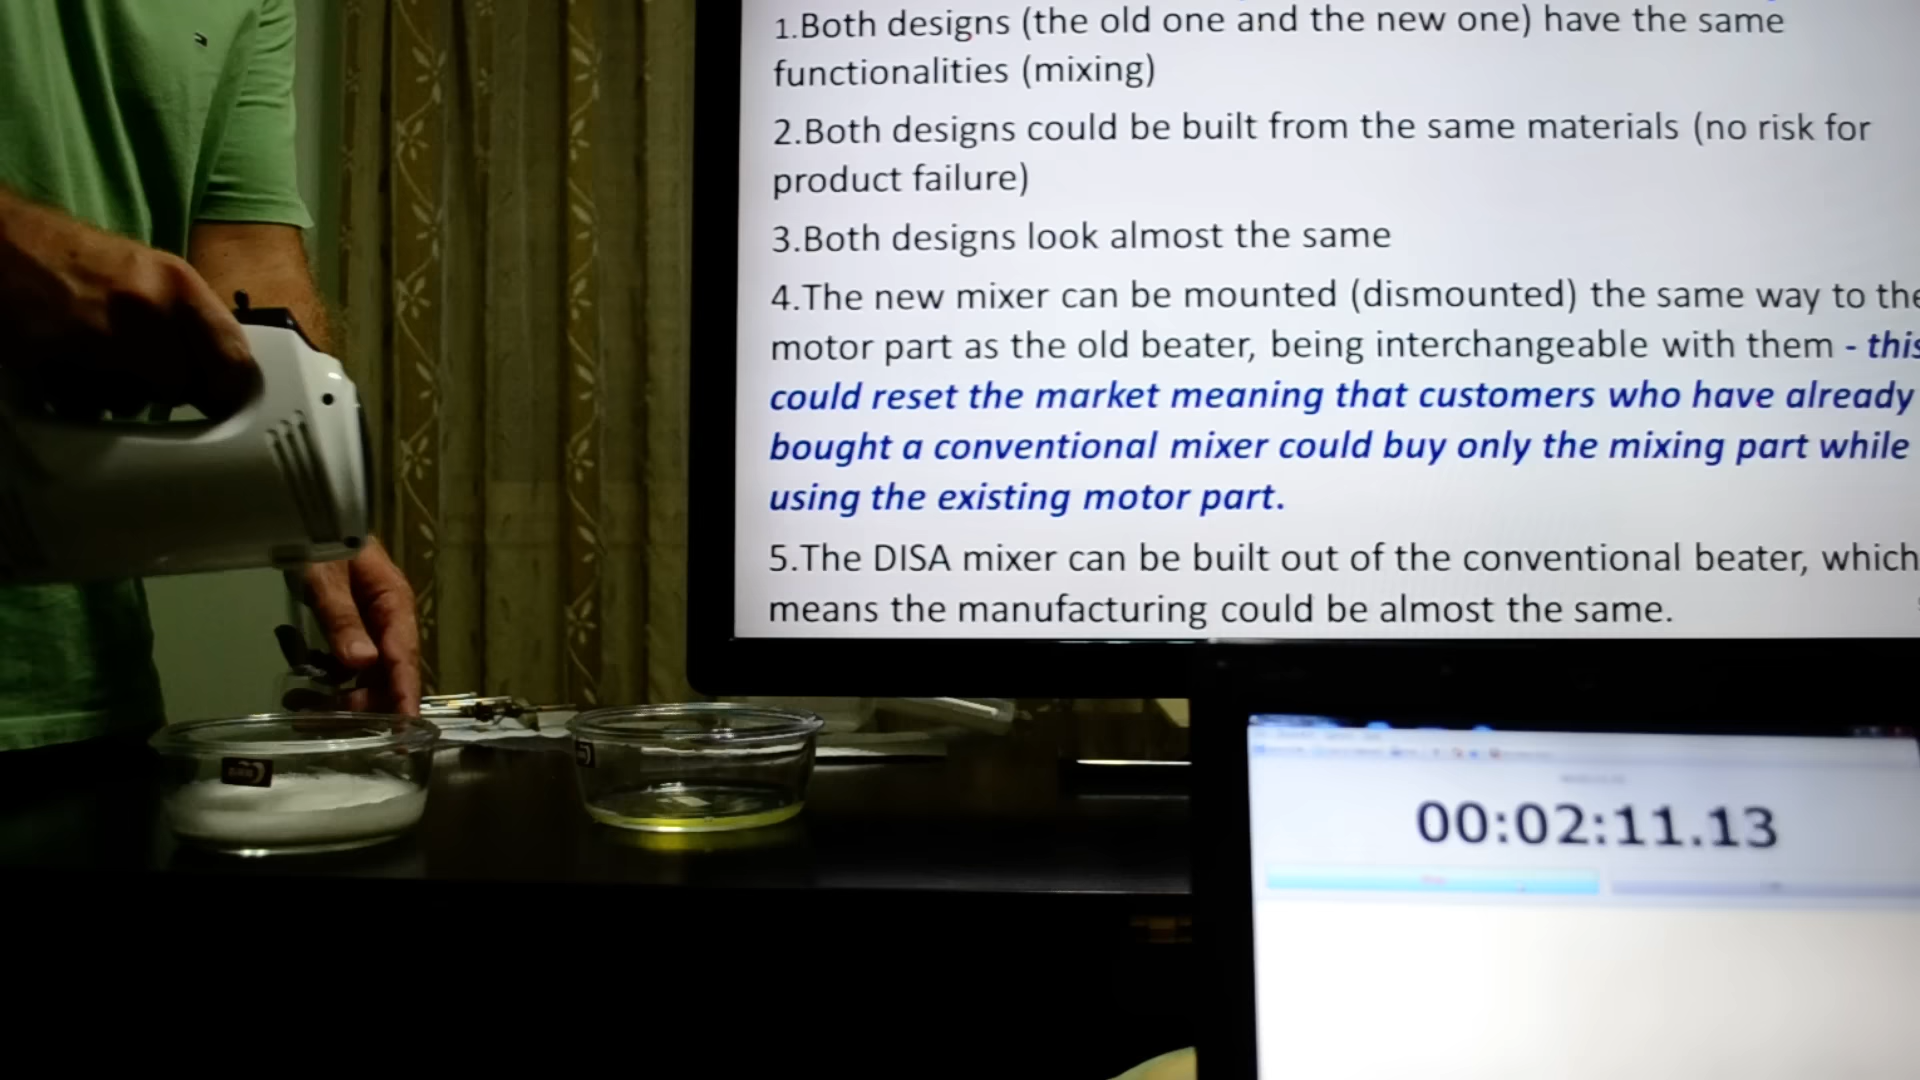 1.Both designs (the old one and the new one) have the same
functionalities (mixing)
2.Both designs could be built from the same materials (no risk for
product failure)
3.Both designs look almost the same
4.The new mixer can be mounted (dismounted) the same way to the
motor part as the old beater, being interchangeable with them - this
could reset the market meaning that customers who have already
bought a conventional mixer could buy only the mixing part while
using the existing motor part.
5.The DISA mixer can be built out of the conventional beater, which
means the manufacturing could be almost the same.
00:02:11.13